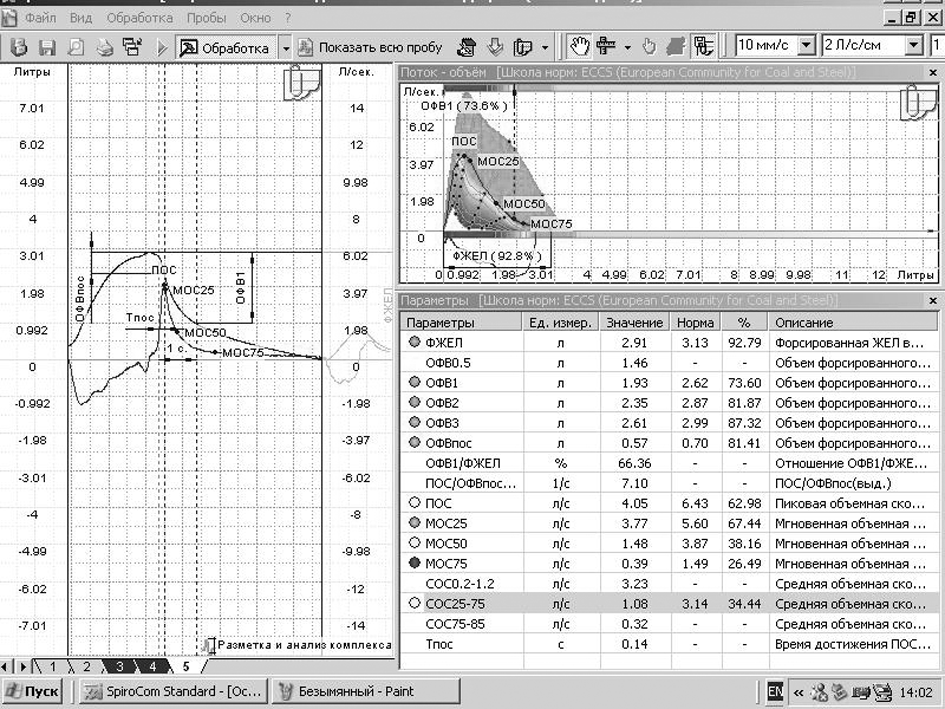 Файл Вид Обработка Пробы Окно ?
Обработка Показать всю пробу 10 мм/с 2 Л/с/см 1
Литры Л/сек.
7.01 14
6.02 12
4.99 9.98
4 8
3.01 6.02
1.98 3.97
0.992 1.98
0 0
-0.992 -1.98
-1.98 -3.97
-3.01 -6.02
-4 -8
-4.99 -9.98
-6.02 -12
-7.01 -14
ПОС
МОС25
ОФВпос
ОФВ1
Тпос
МОС50
1 с.
МОС75
ФЖЕЛ
Разметка и анализ комплекса
1 2 3 4 5
Поток - объём [Школа норм: ECCS (European Community for Coal and Steel)]
Л/сек.
ОФВ1 ( 73.6% )
6.02
ПОС
3.97 МОС25
1.98 МОС50
МОС75
0
ФЖЕЛ ( 92.8% )
0 0.992 1.98 3.01 4 4.99 6.02 7.01 8 8.99 9.98 11 12 Литры
Параметры [Школа норм: ECCS (European Community for Coal and Steel)]
Параметры Ед. измер. Значение Норма % Описание
ФЖЕЛ л 2.91 3.13 92.79 Форсированная ЖЕЛ в...
ОФВ0.5 л 1.46 - - Объем форсированного...
ОФВ1 л 1.93 2.62 73.60 Объем форсированного...
ОФВ2 л 2.35 2.87 81.87 Объем форсированного...
ОФВ3 л 2.61 2.99 87.32 Объем форсированного...
ОФВпос л 0.57 0.70 81.41 Объем форсированного...
ОФВ1/ФЖЕЛ % 66.36 - - Отношение ОФВ1/ФЖЕ...
ПОС/ОФВпос... 1/с 7.10 - - ПОС/ОФВпос(выд.)
ПОС л/с 4.05 6.43 62.98 Пиковая объемная ско...
МОС25 л/с 3.77 5.60 67.44 Мгновенная объемная ...
МОС50 л/с 1.48 3.87 38.16 Мгновенная объемная ...
МОС75 л/с 0.39 1.49 26.49 Мгновенная объемная ...
СОС0.2-1.2 л/с 3.23 - - Средняя объемная ско...
СОС25-75 л/с 1.08 3.14 34.44 Средняя объемная ско...
СОС75-85 л/с 0.32 - - Средняя объемная ско...
Тпос с 0.14 - - Время достижения ПОС...
Пуск SpiroCom Standard - [Ос... Безымянный - Paint EN « 14:02